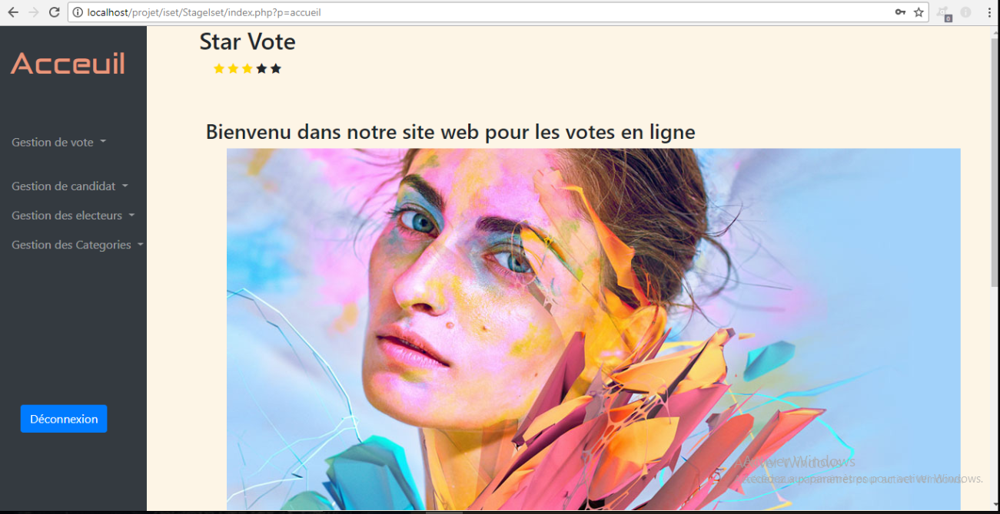 localhost/projet/iset/StageIset/index.php?p=accueil
0
Acceuil
Gestion de vote
Gestion de candidat
Gestion des electeurs
Gestion des Categories
Déconnexion
Star Vote
Bienvenu dans notre site web pour les votes en ligne
Activer Windows
Accédez aux paramètres pour activer Windows.